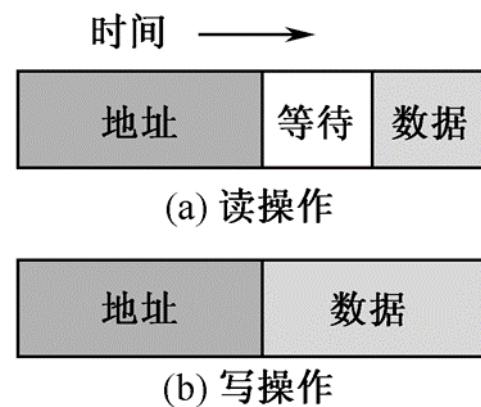 时间
地址 等待 数据
(a) 读操作
地址 数据
(b) 写操作